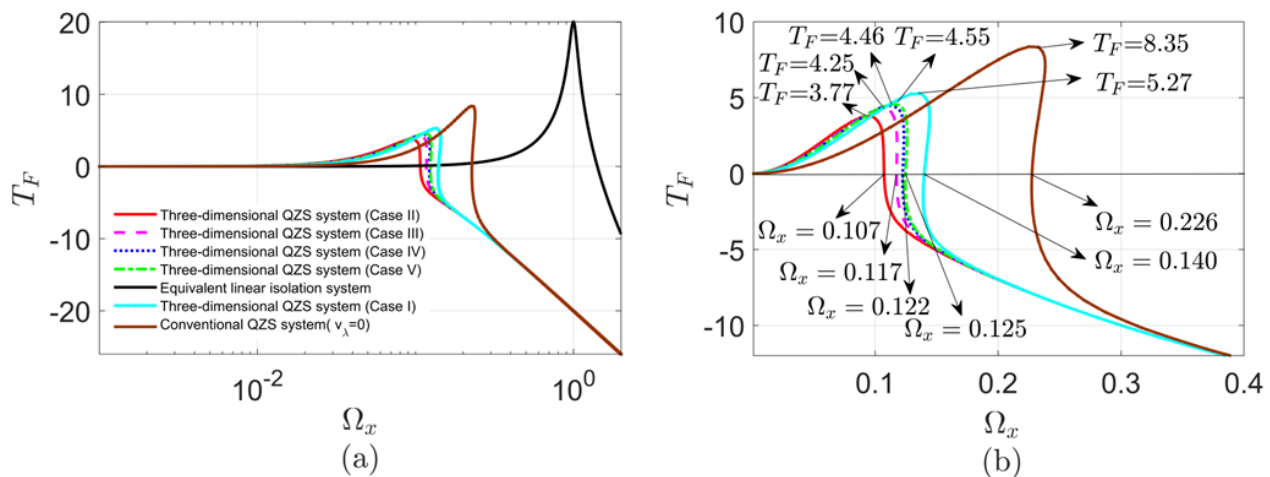 20
10
0
-10
-20
T_F
10^-2
10^0
Ω_x
(a)
Three-dimensional QZS system (Case II)
Three-dimensional QZS system (Case III)
Three-dimensional QZS system (Case IV)
Three-dimensional QZS system (Case V)
Equivalent linear isolation system
Three-dimensional QZS system (Case I)
Conventional QZS system( v_λ=0)
10
5
0
-5
-10
T_F
T_F=4.46
T_F=4.55
T_F=8.35
T_F=4.25
T_F=5.27
T_F=3.77
Ω_x = 0.107
Ω_x = 0.226
Ω_x = 0.117
Ω_x = 0.140
Ω_x = 0.122
Ω_x = 0.125
0.1
0.2
0.3
0.4
Ω_x
(b)